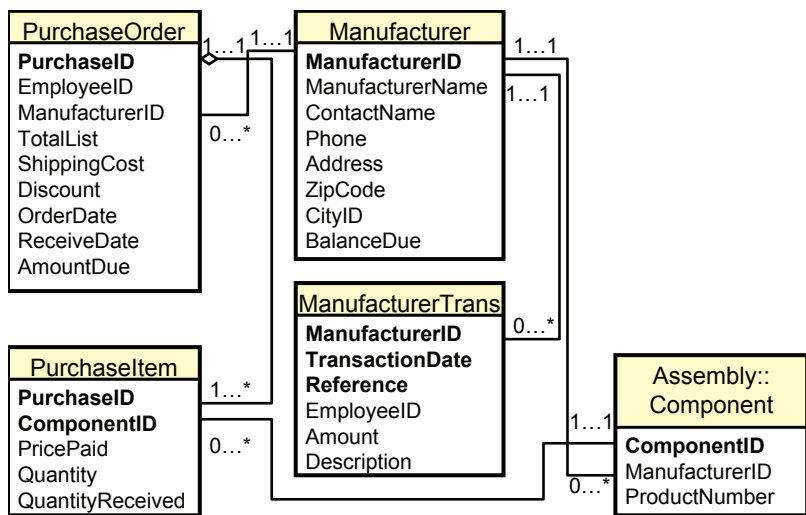 PurchaseOrder
PurchaseID
EmployeeID
ManufacturerID
TotalList
ShippingCost
Discount
OrderDate
ReceiveDate
AmountDue
1…1
1…1
0…*
Manufacturer
ManufacturerID
ManufacturerName
ContactName
Phone
Address
ZipCode
CityID
BalanceDue
1…1
1…1
ManufacturerTrans
ManufacturerID
TransactionDate
Reference
EmployeeID
Amount
Description
0…*
PurchaseItem
PurchaseID
ComponentID
PricePaid
Quantity
QuantityReceived
1…*
0…*
Assembly::
Component
ComponentID
ManufacturerID
ProductNumber
1…1
0…*